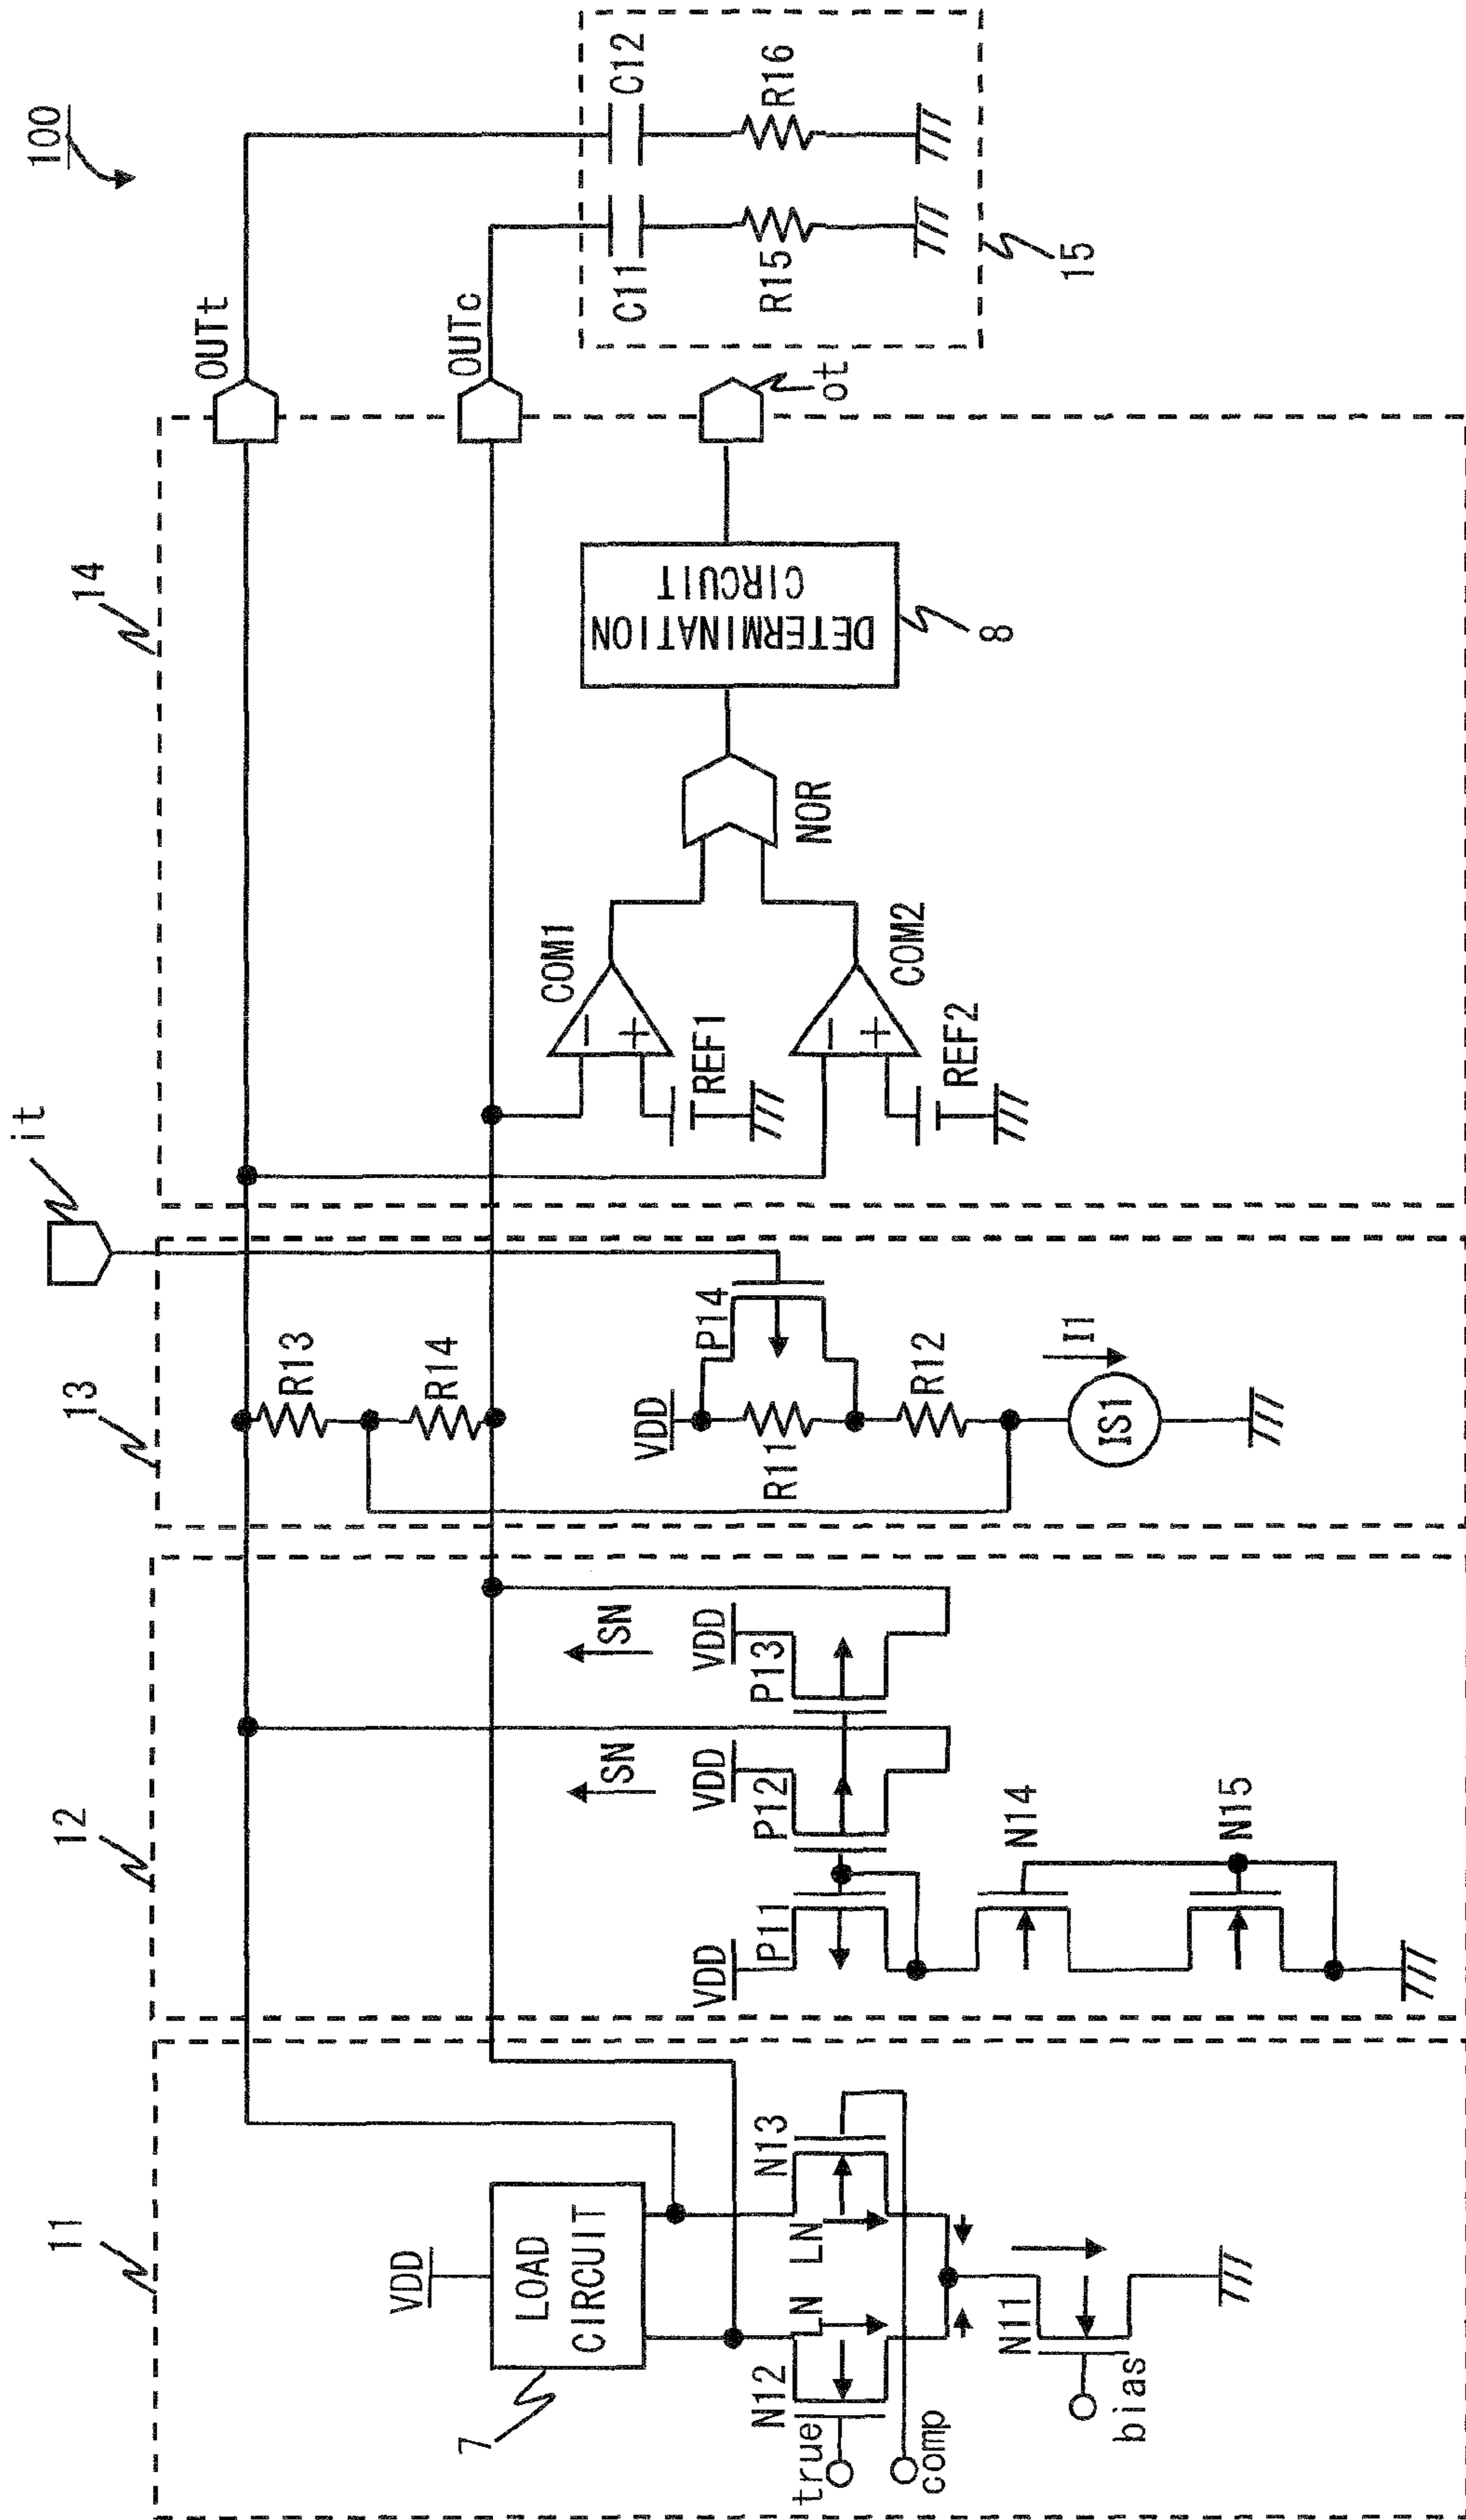 100
11
12
13
14
it
OUTt
OUTc
ot
15
C11
C12
R15
R16
VDD
LOAD
CIRCUIT
7
N12
N13
LN
LN
true
comp
N11
bias
SN
SN
VDD
VDD
VDD
P11
P12
P13
N14
N15
R13
R14
VDD
P14
R11
R12
I1
IS1
COM1
REF1
COM2
REF2
NOR
DETERMINATION
CIRCUIT
8